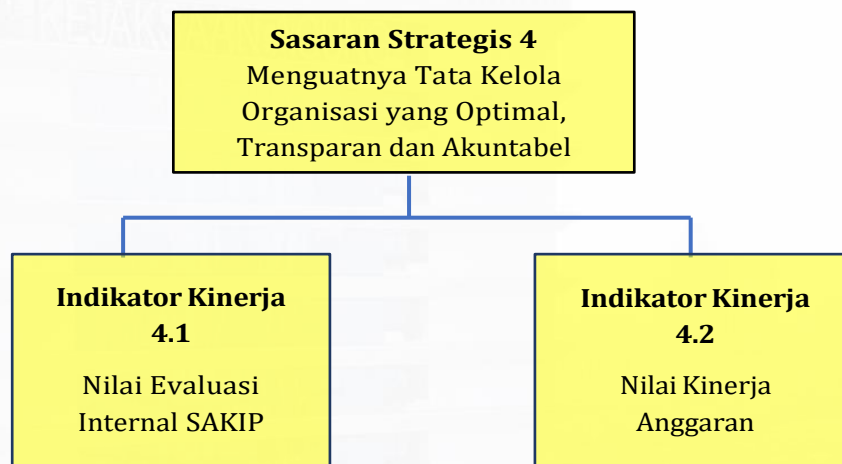 Sasaran Strategis 4
Menguatnya Tata Kelola
Organisasi yang Optimal,
Transparan dan Akuntabel
Indikator Kinerja
4.1
Nilai Evaluasi
Internal SAKIP
Indikator Kinerja
4.2
Nilai Kinerja
Anggaran